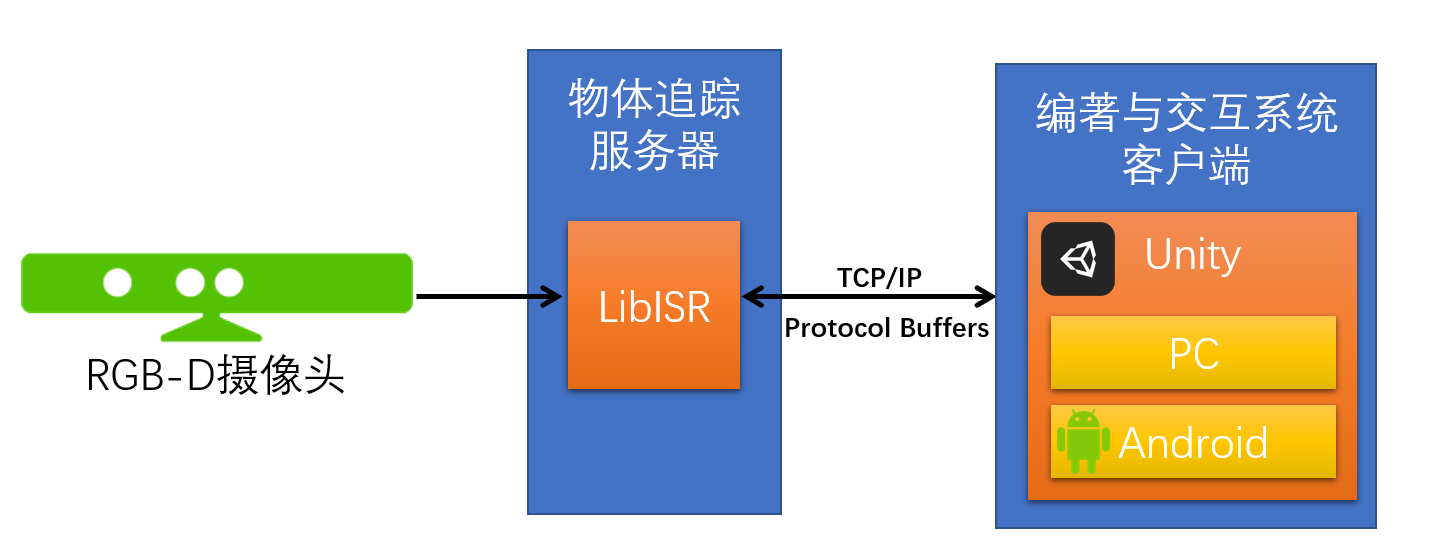 RGB-D摄像头
物体追踪
服务器
LibISR
TCP/IP
Protocol Buffers
编著与交互系统
客户端
Unity
PC
Android